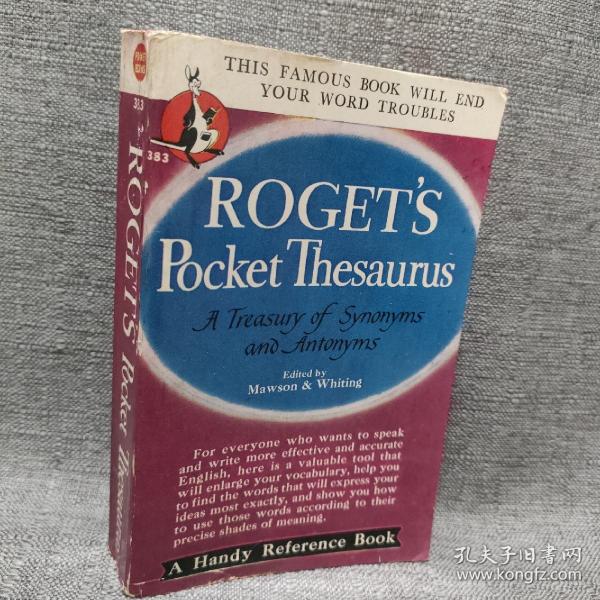 POCKET BOOKS
383
ROGET'S Pocket Thesaurus
383
THIS FAMOUS BOOK WILL END
YOUR WORD TROUBLES
ROGET'S
Pocket Thesaurus
A Treasury of Synonyms
and Antonyms
Edited by
Mawson & Whiting
For everyone who wants to speak
and write more effective and accurate
English, here is a valuable tool that
will enlarge your vocabulary, help you
to find the words that will express your
ideas most exactly, and show you how
to use those words according to their
precise shades of meaning.
A Handy Reference Book
孔夫子旧书网
www.kongfz.com